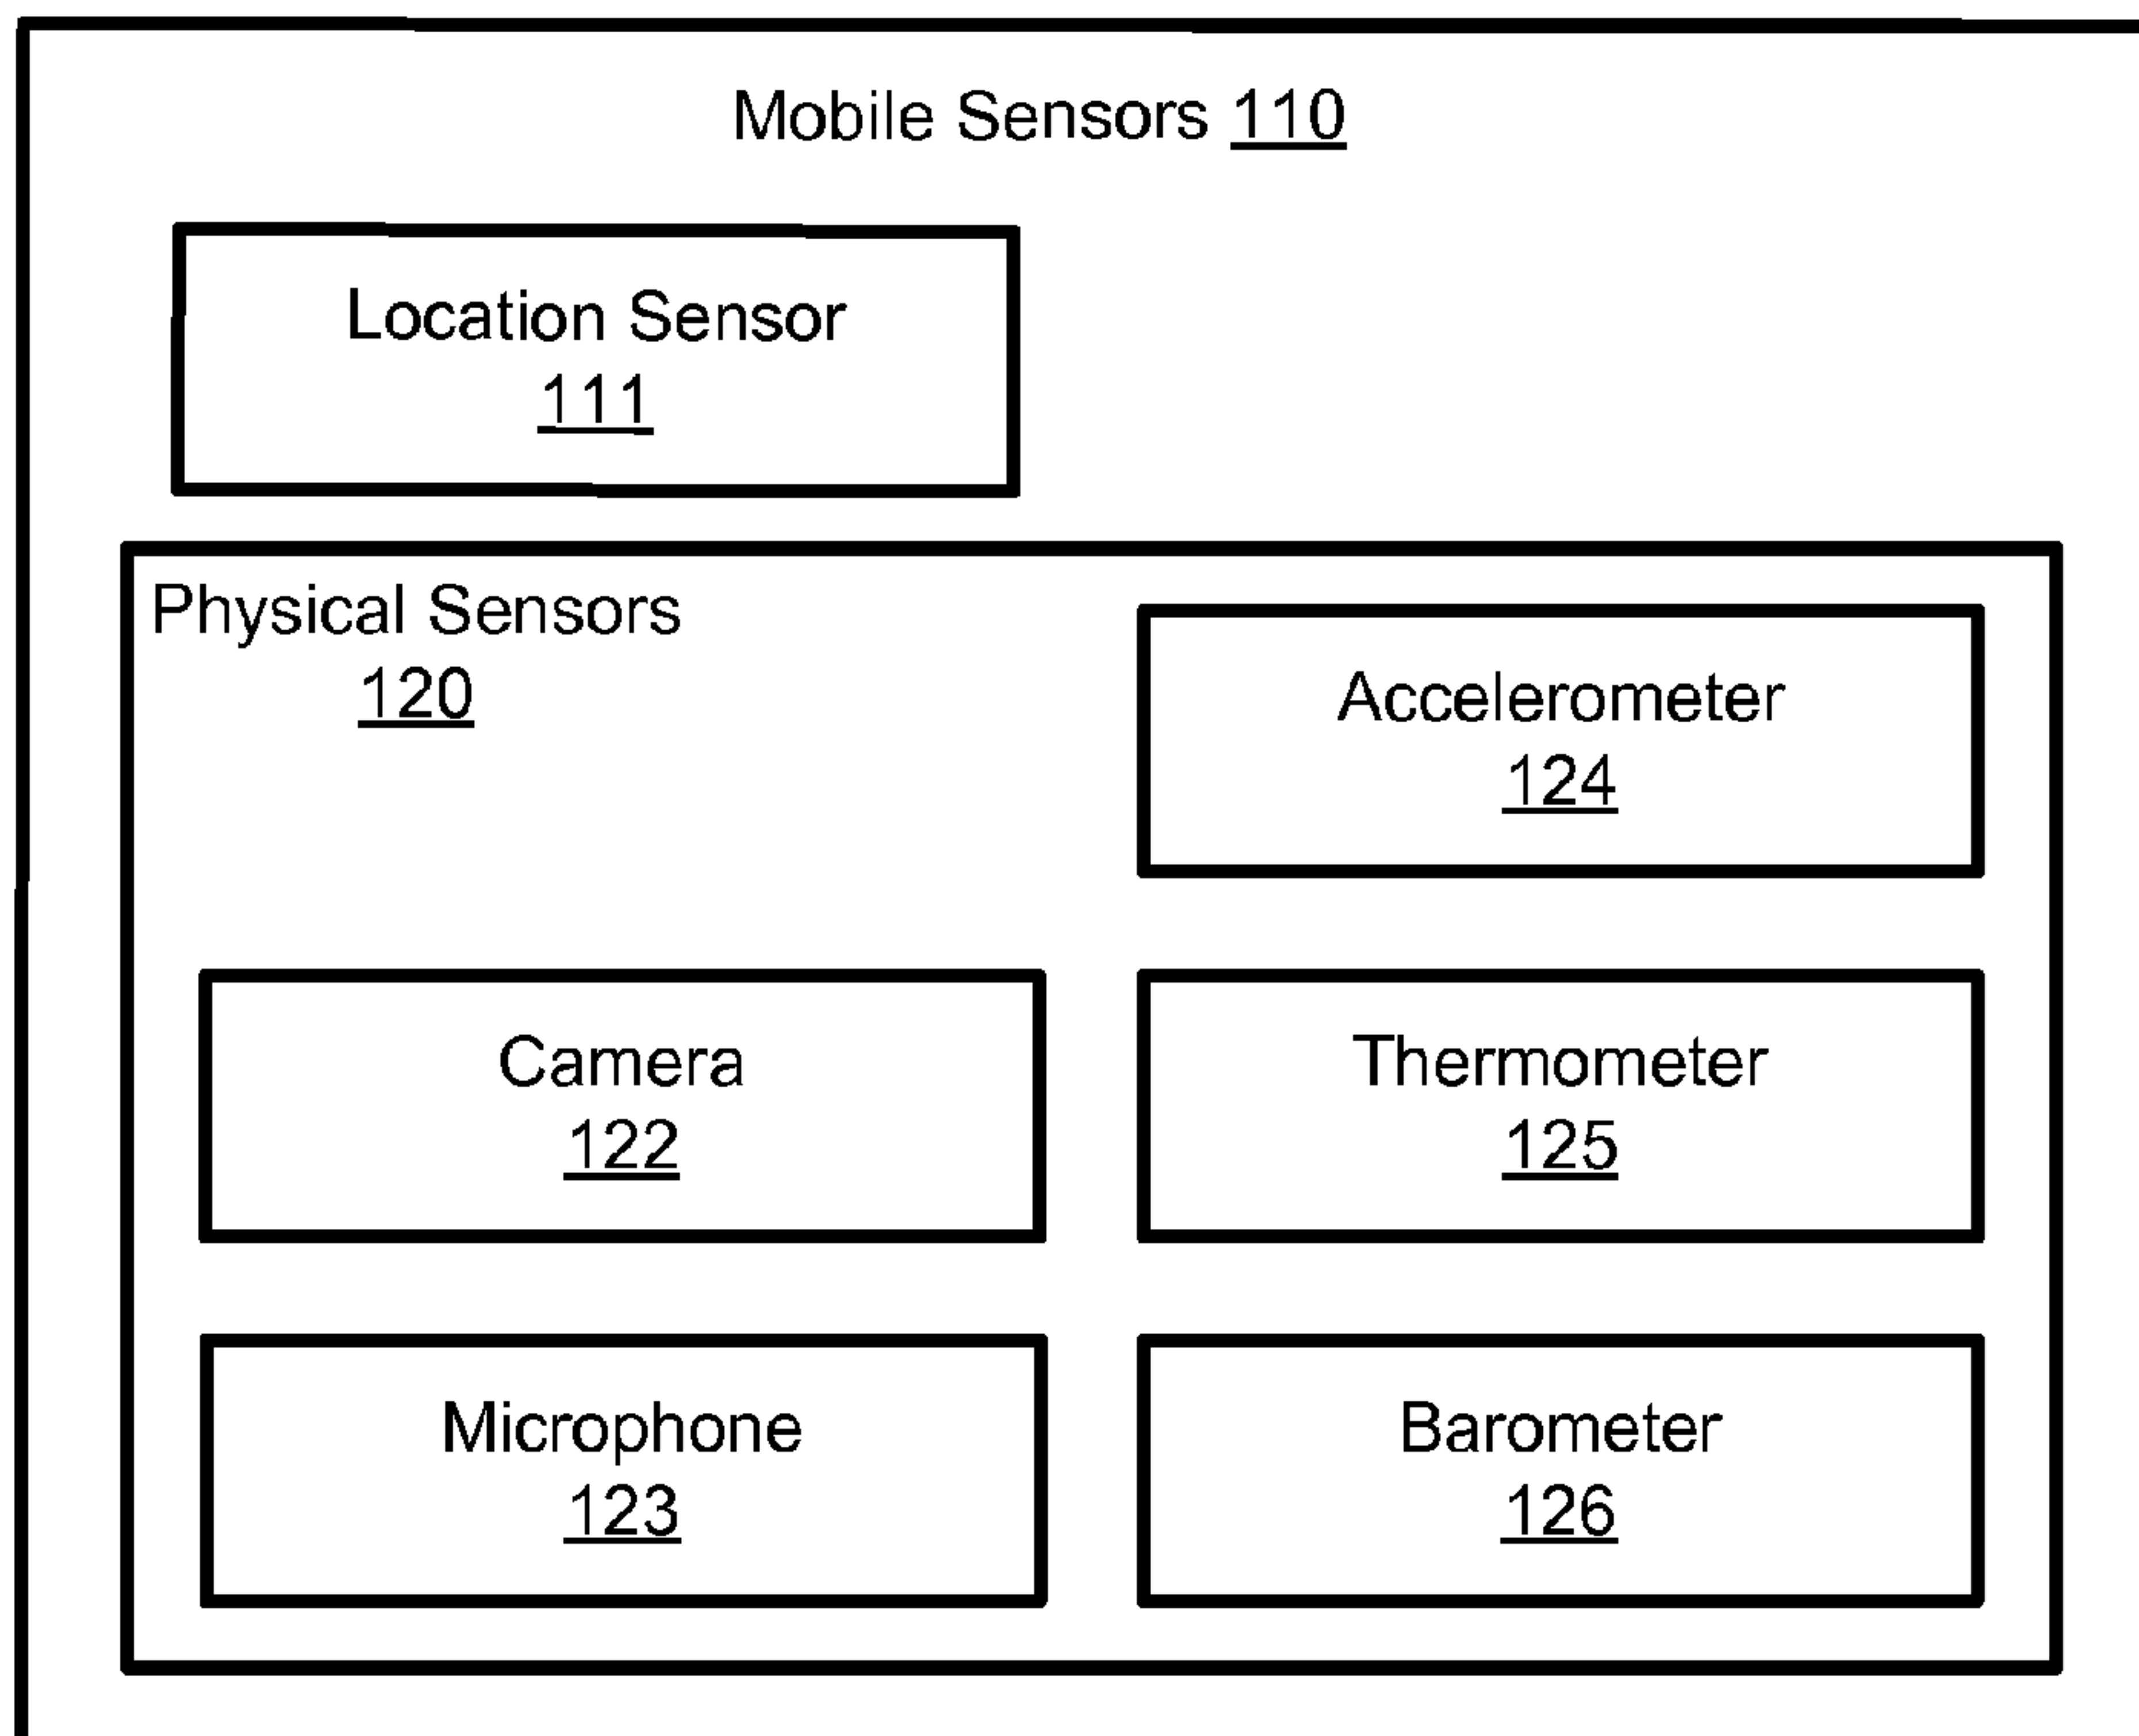 Mobile Sensors 110
Location Sensor
111
Physical Sensors
120
Accelerometer
124
Camera
122
Thermometer
125
Microphone
123
Barometer
126